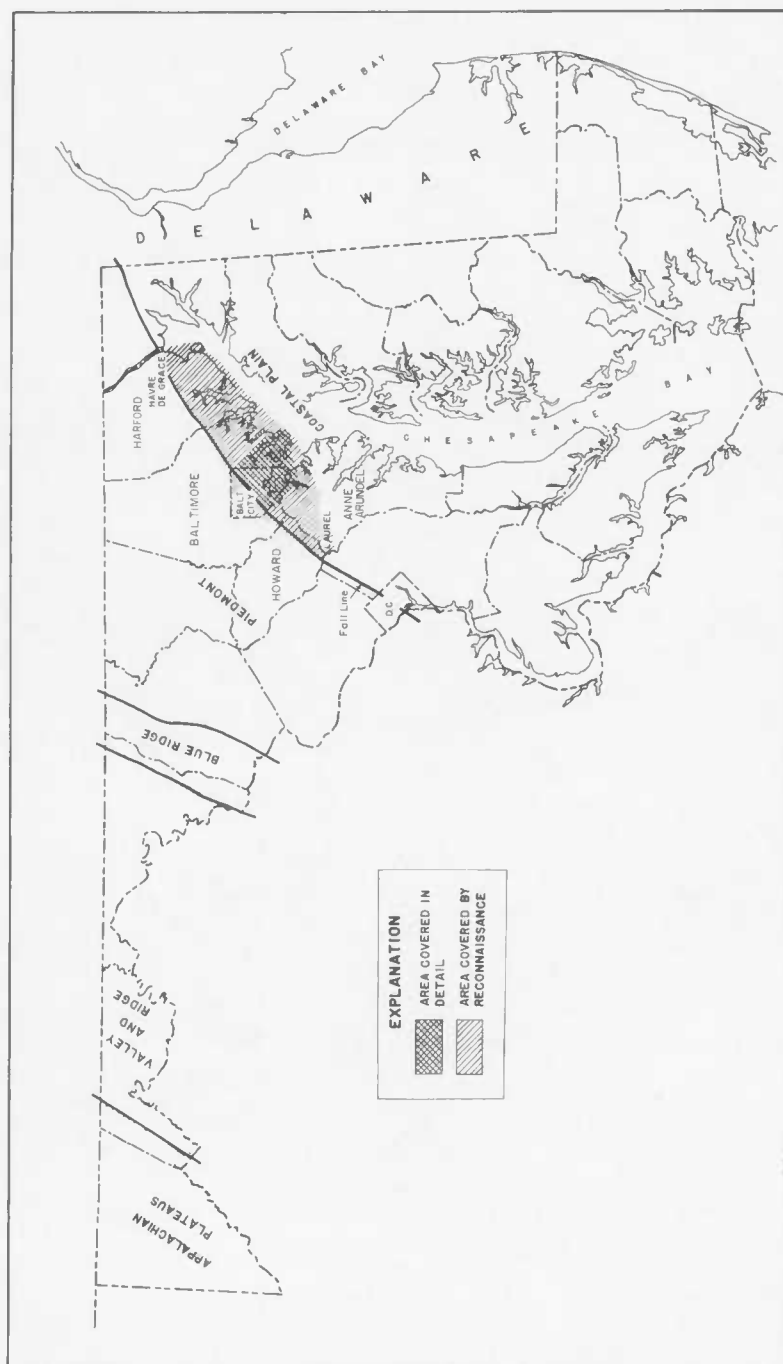 DELAWARE BAY
DELAWARE
HARFORD
HAVRE
DE GRACE
COASTAL PLAIN
CHESAPEAKE BAY
BALTIMORE
BALT
CITY
ANNE
ARUNDEL
LAUREL
PIEDMONT
HOWARD
Fall Line
D.C.
BLUE RIDGE
VALLEY
AND
RIDGE
APPALACHIAN
PLATEAUS
EXPLANATION
AREA COVERED IN
DETAIL
AREA COVERED BY
RECONNAISSANCE